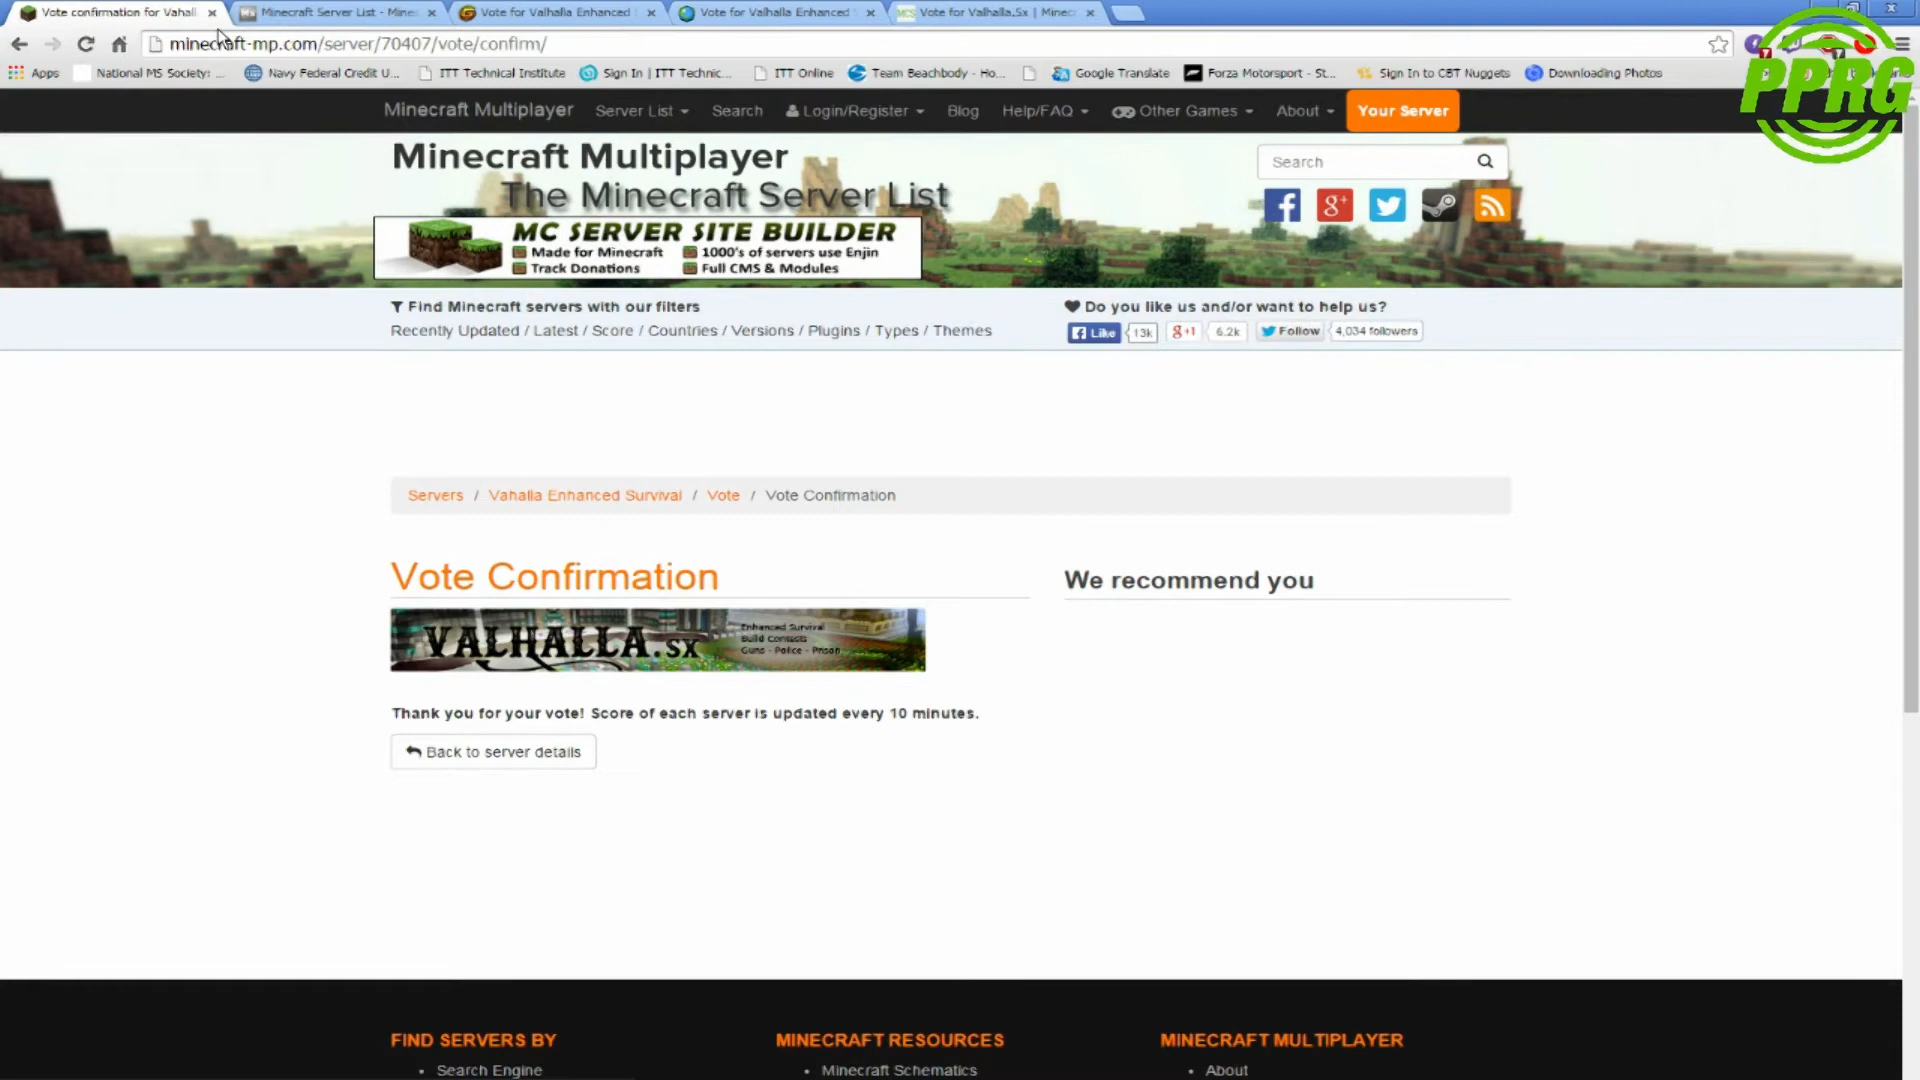 Vote confirmation for Vahall
Minecraft Server List - Mine
Vote for Valhalla Enhanced
Vote for Valhalla Enhanced
Vote for Valhalla.Sx | Minec
minecraft-mp.com/server/70407/vote/confirm/
Apps
National MS Society: ...
Navy Federal Credit U...
ITT Technical Institute
Sign In | ITT Technic...
ITT Online
Team Beachbody - Ho...
Google Translate
Forza Motorsport - St...
Sign In to CBT Nuggets
Downloading Photos
PPRG
Minecraft Multiplayer
Server List
Search
Login/Register
Blog
Help/FAQ
Other Games
About
Your Server
Minecraft Multiplayer
The Minecraft Server List
Search
MC SERVER SITE BUILDER
Made for Minecraft
1000's of servers use Enjin
Track Donations
Full CMS & Modules
Find Minecraft servers with our filters
Recently Updated / Latest / Score / Countries / Versions / Plugins / Types / Themes
Do you like us and/or want to help us?
Like
13k
g+1
6.2k
Follow
4,034 followers
Servers / Vahalla Enhanced Survival / Vote / Vote Confirmation
Vote Confirmation
We recommend you
VALHALLA.SX
Enhanced Survival
Build Contests
Guns - Police - Prison
Thank you for your vote! Score of each server is updated every 10 minutes.
Back to server details
FIND SERVERS BY
Search Engine
MINECRAFT RESOURCES
Minecraft Schematics
MINECRAFT MULTIPLAYER
About